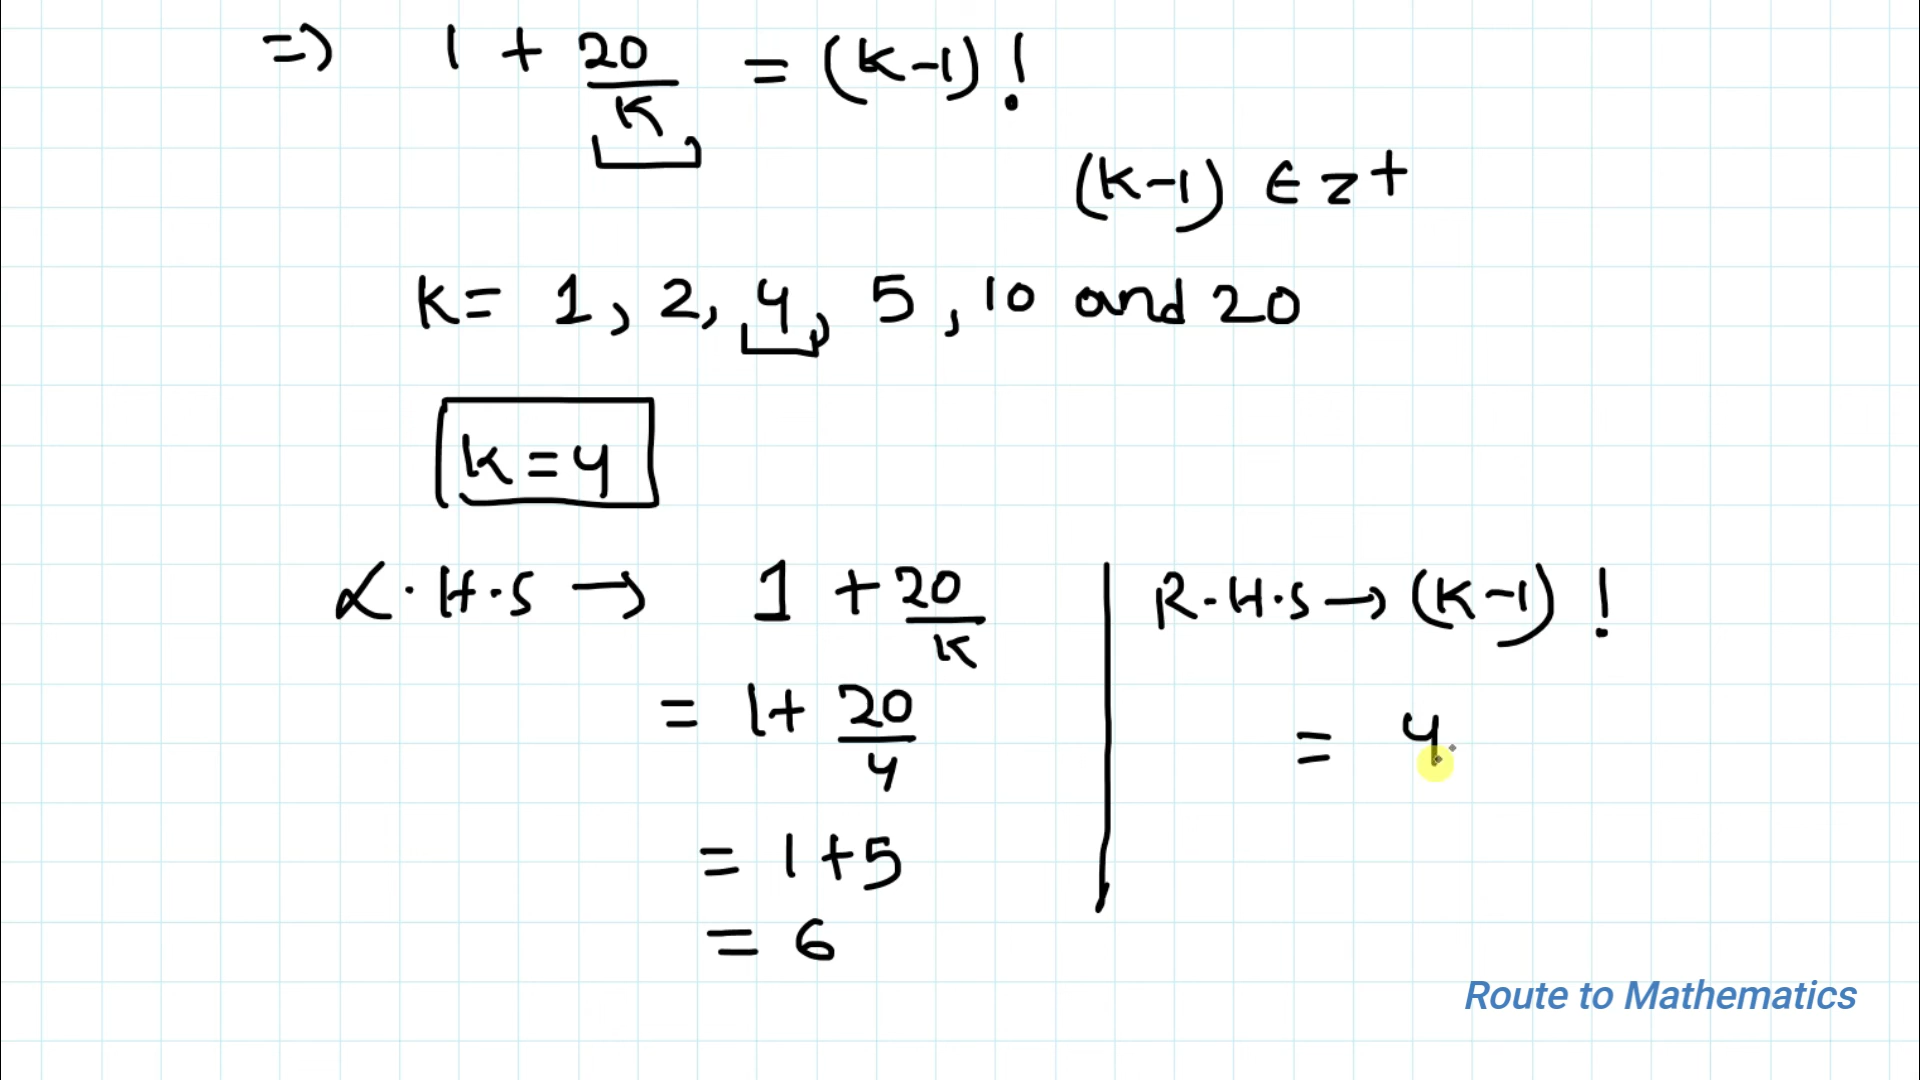 => 1 + 20/K = (K-1)!
(K-1) ∈ z+
K= 1, 2, 4, 5, 10 and 20
K=4
L.H.S → 1 + 20/K
= 1+ 20/4
= 1+5
= 6
R.H.S → (K-1)!
= 4
Route to Mathematics